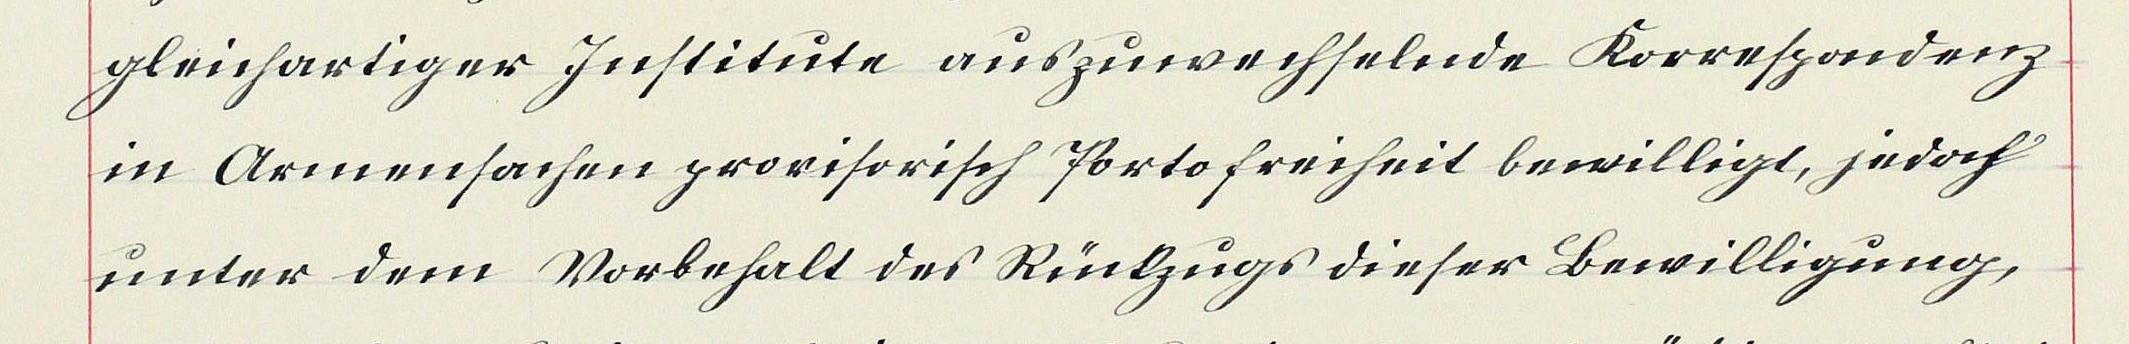 gleichartiger Institute auszuwechselnde Korrespondenz
in Armensachen provisorisch Portofreiheit bewilligt, jedoch
unter dem Vorbehalt des Rückzugs dieser Bewilligung,